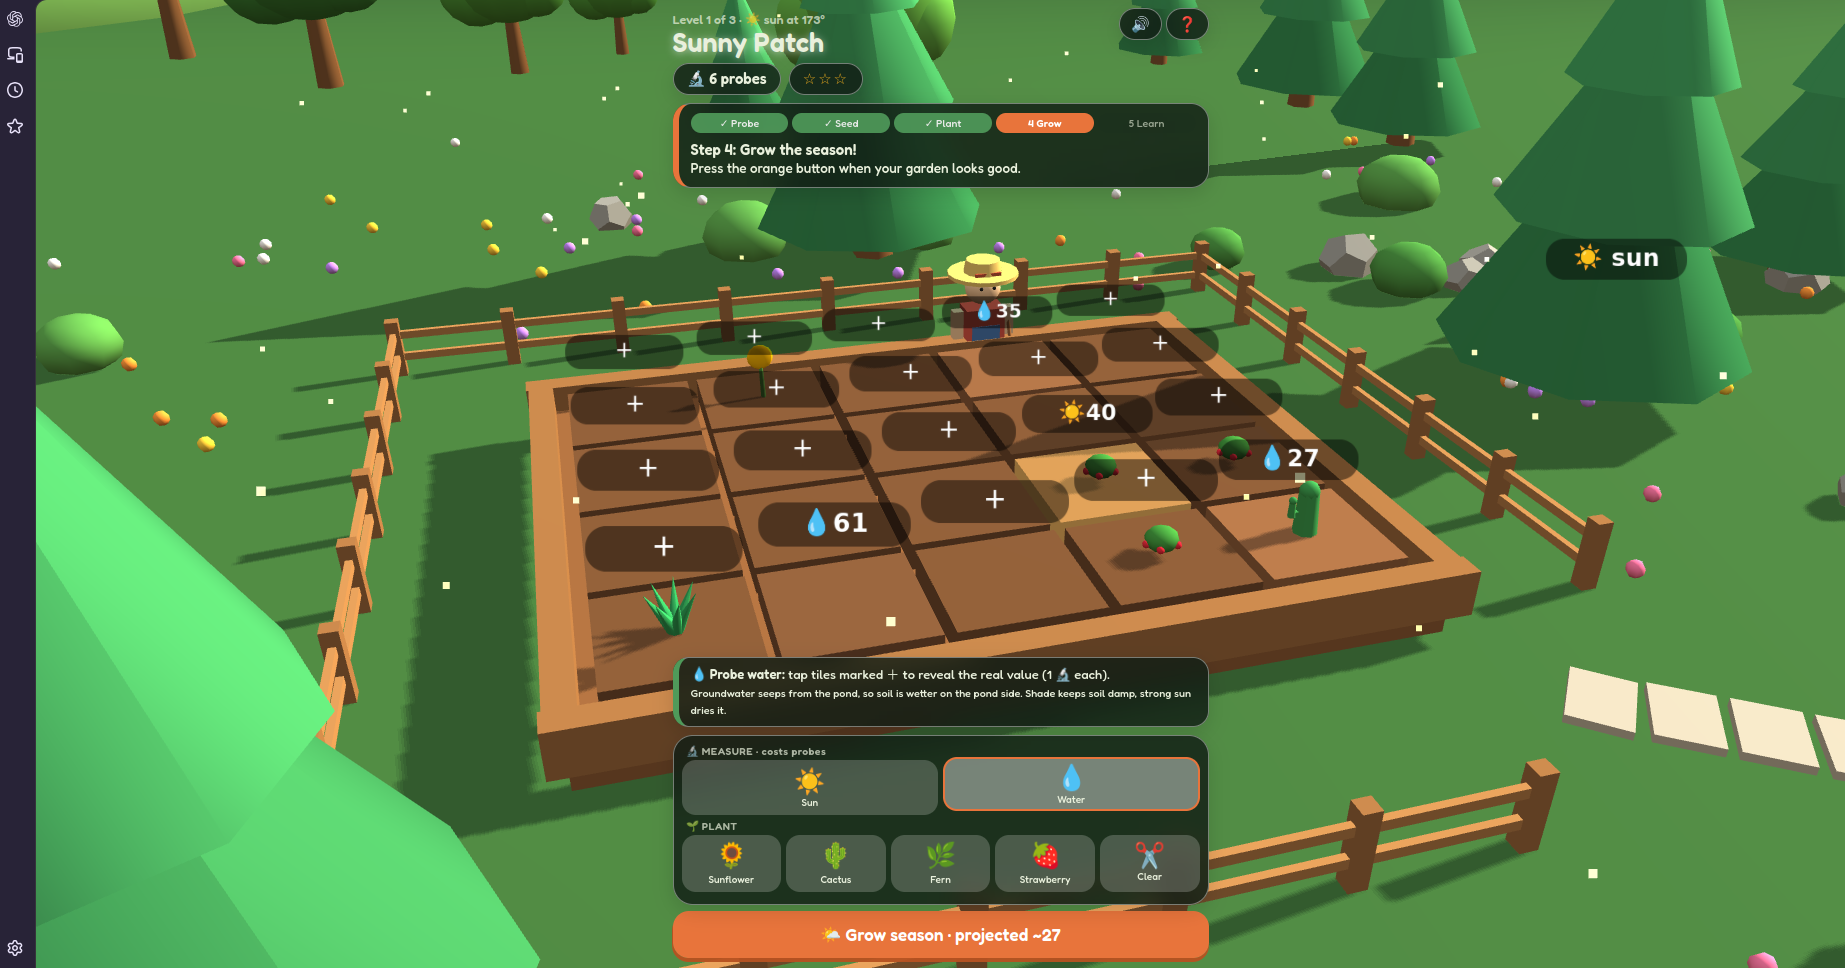 Level 1 of 3 · ☀️ sun at 173°
Sunny Patch
🔬 6 probes
☆☆☆
🔊 ❓
✓ Probe ✓ Seed ✓ Plant 4 Grow 5 Learn
Step 4: Grow the season!
Press the orange button when your garden looks good.
☀️ sun
💧35
+
+
+
+
+
+
+
+
+
+
☀️40
+
+
+
+
💧27
+
+
💧61
+
+
💧 Probe water: tap tiles marked + to reveal the real value (1 🔬 each).
Groundwater seeps from the pond, so soil is wetter on the pond side. Shade keeps soil damp, strong sun
dries it.
🔬 MEASURE · costs probes
Sun
Water
🌱 PLANT
Sunflower
Cactus
Fern
Strawberry
Clear
🌤️ Grow season · projected ~27